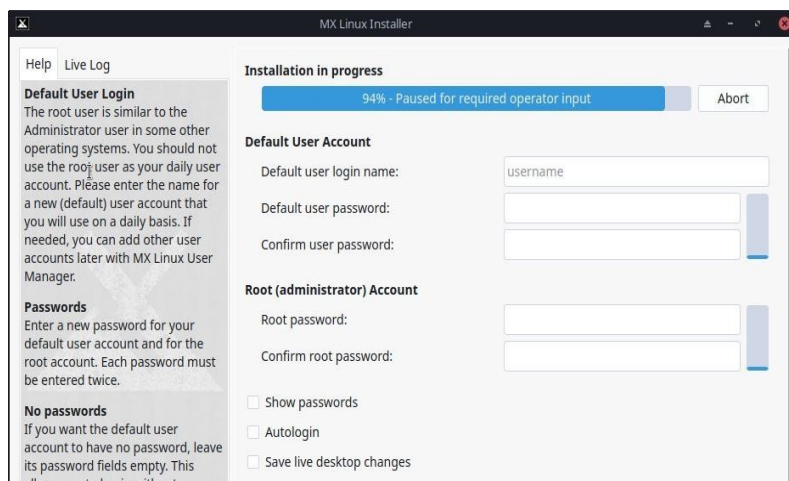 MX Linux Installer
Help
Live Log
Default User Login
The root user is similar to the
Administrator user in some other
operating systems. You should not
use the root user as your daily user
account. Please enter the name for
a new (default) user account that
you will use on a daily basis. If
needed, you can add other user
accounts later with MX Linux User
Manager.
Passwords
Enter a new password for your
default user account and for the
root account. Each password must
be entered twice.
No passwords
If you want the default user
account to have no password, leave
its password fields empty. This
Installation in progress
94% - Paused for required operator input
Abort
Default User Account
Default user login name:
username
Default user password:
Confirm user password:
Root (administrator) Account
Root password:
Confirm root password:
Show passwords
Autologin
Save live desktop changes